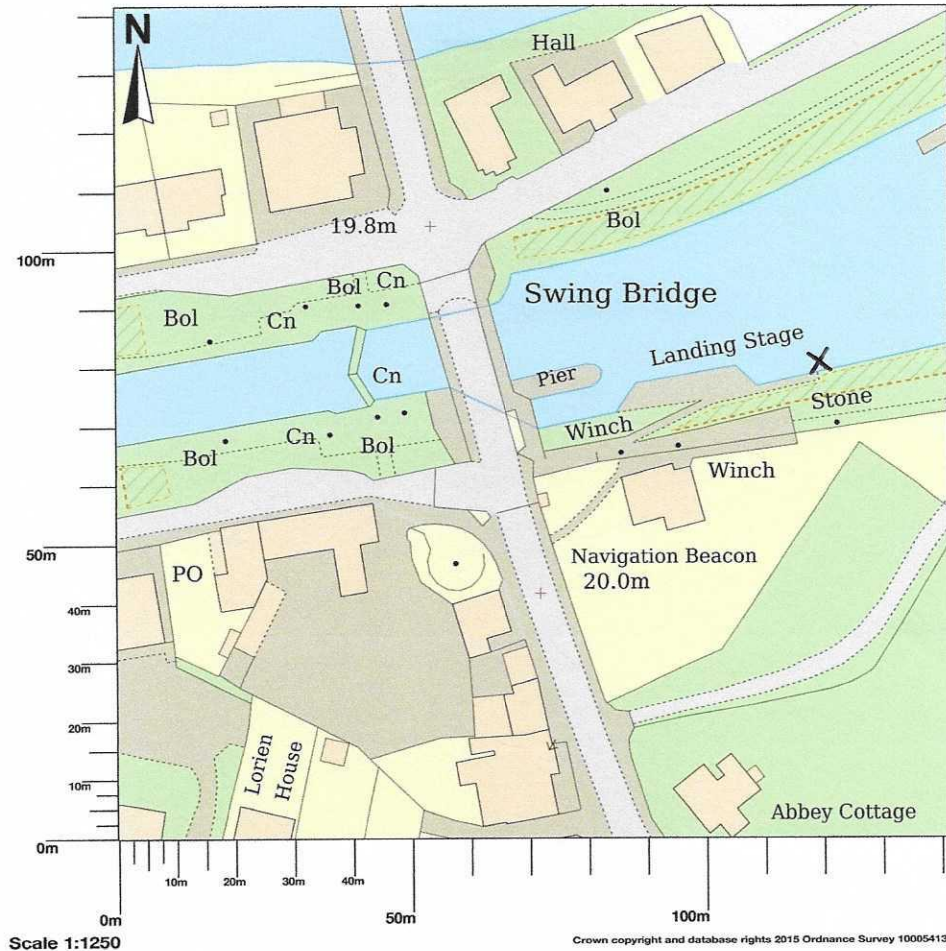 N
Hall
19.8m
100m
Bol
Swing Bridge
Bol
Cn
Bol
Cn
Cn
Landing Stage
Pier
Winch
Stone
Winch
Bol
Cn
Bol
50m
PO
Navigation Beacon
20.0m
40m
30m
20m
10m
Lorien
House
Abbey Cottage
0m
10m
20m
30m
40m
0m
50m
100m
Scale 1:1250
Crown copyright and database rights 2015 Ordnance Survey 10005413